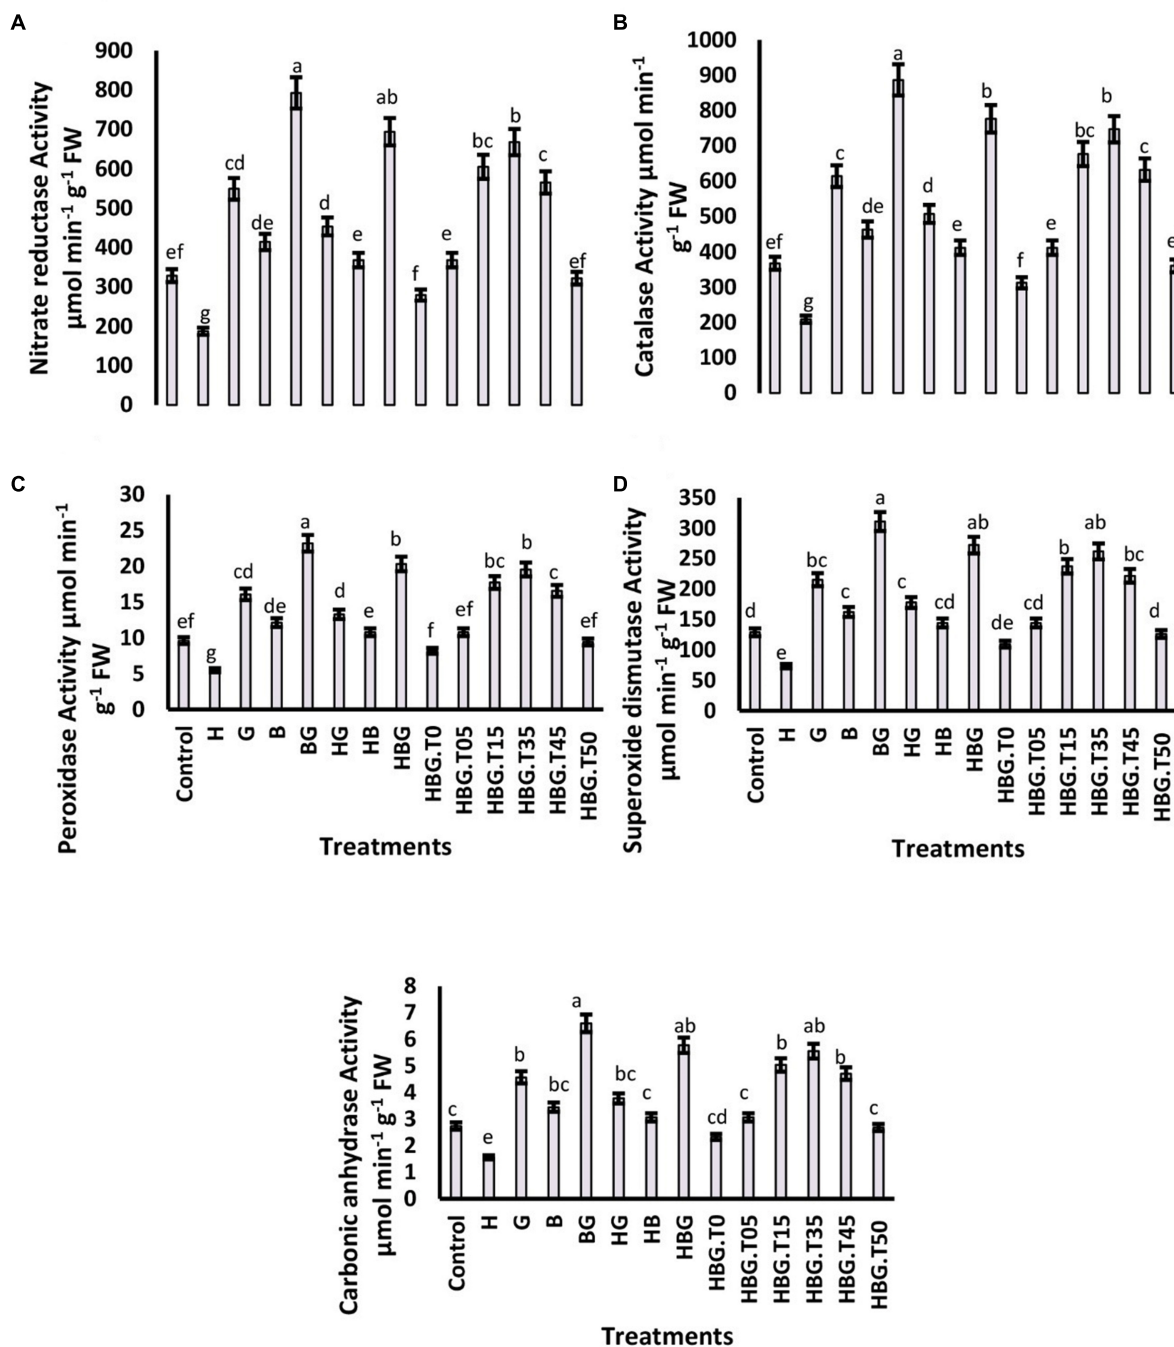 A
Nitrate reductase Activity
µmol min⁻¹ g⁻¹ FW
900
800
700
600
500
400
300
200
100
0
ef
g
cd
de
a
d
e
ab
f
e
bc
b
c
ef
B
Catalase Activity µmol min⁻¹
g⁻¹ FW
1000
900
800
700
600
500
400
300
200
100
0
ef
g
c
de
a
d
e
b
f
e
bc
b
c
C
Peroxidase Activity µmol min⁻¹
g⁻¹ FW
30
25
20
15
10
5
0
ef
g
cd
de
a
d
e
b
f
ef
bc
b
c
ef
Control
H
G
B
BG
HG
HB
HBG
HBG.T0
HBG.T05
HBG.T15
HBG.T35
HBG.T45
HBG.T50
Treatments
D
Superoxide dismutase Activity
µmol min⁻¹ g⁻¹ FW
350
300
250
200
150
100
50
0
d
e
bc
c
a
c
cd
ab
de
cd
b
ab
bc
d
Control
H
G
B
BG
HG
HB
HBG
HBG.T0
HBG.T05
HBG.T15
HBG.T35
HBG.T45
HBG.T50
Treatments
Carbonic anhydrase Activity
µmol min⁻¹ g⁻¹ FW
8
7
6
5
4
3
2
1
0
c
e
b
bc
a
bc
c
ab
cd
c
b
ab
b
c
Control
H
G
B
BG
HG
HB
HBG
HBG.T0
HBG.T05
HBG.T15
HBG.T35
HBG.T45
HBG.T50
Treatments